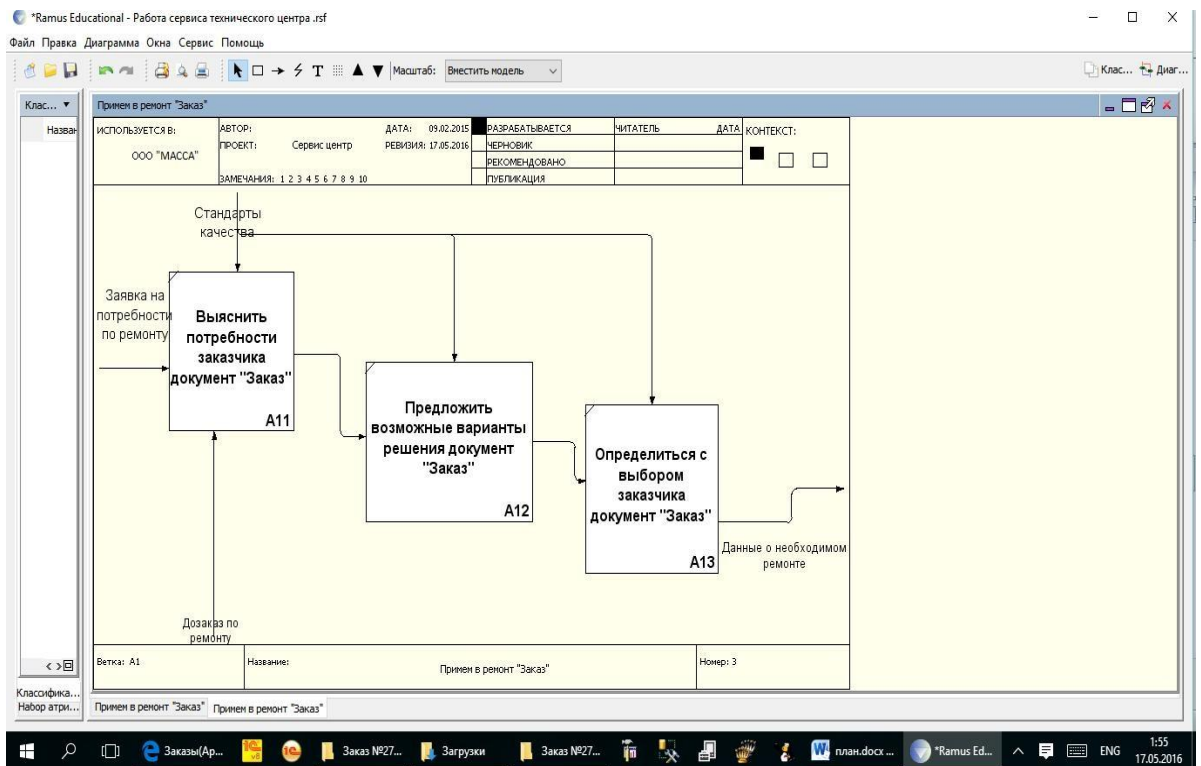 *Ramus Educational - Работа сервиса технического центра .rsf
Файл Правка Диаграмма Окна Сервис Помощь
Масштаб: Вместить модель
Клас... Диаг...
Клас...
Назван
Примем в ремонт "Заказ"
ИСПОЛЬЗУЕТСЯ В:
ООО "МАССА"
АВТОР:
ДАТА: 09.02.2015
ПРОЕКТ: Сервис центр
РЕВИЗИЯ: 17.05.2016
ЗАМЕЧАНИЯ: 1 2 3 4 5 6 7 8 9 10
РАЗРАБАТЫВАЕТСЯ
ЧЕРНОВИК
РЕКОМЕНДОВАНО
ПУБЛИКАЦИЯ
ЧИТАТЕЛЬ ДАТА
КОНТЕКСТ:
Стандарты
качества
Заявка на
потребности
по ремонту
Выяснить
потребности
заказчика
документ "Заказ"
A11
Предложить
возможные варианты
решения документ
"Заказ"
A12
Определиться с
выбором
заказчика
документ "Заказ"
A13
Данные о необходимом
ремонте
Дозаказ по
ремонту
Ветка: A1
Название:
Примем в ремонт "Заказ"
Номер: 3
Классифика...
Набор атри...
Примем в ремонт "Заказ"
Примем в ремонт "Заказ"
Заказы(Ар...
Заказ №27...
Загрузки
Заказ №27...
план.docx ...
*Ramus Ed...
ENG
1:55
17.05.2016